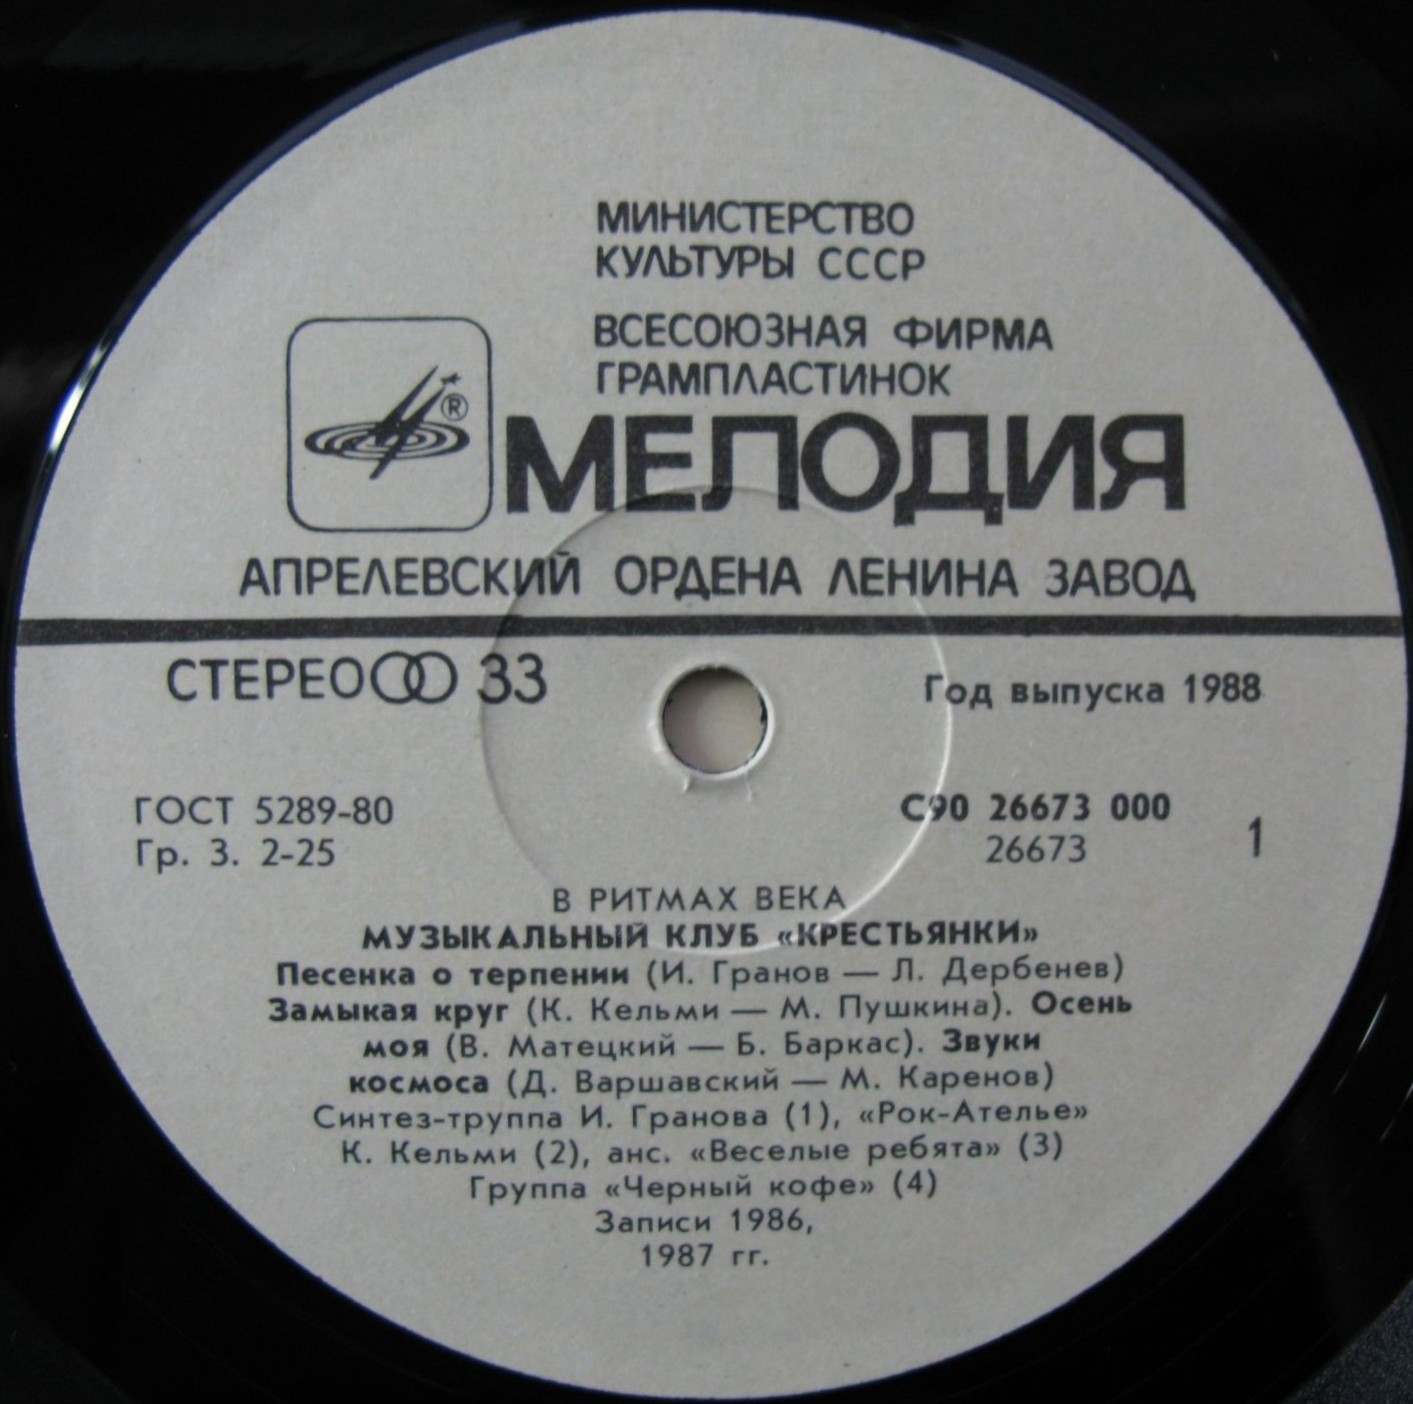 МИНИСТЕРСТВО
КУЛЬТУРЫ СССР
ВСЕСОЮЗНАЯ ФИРМА
ГРАМПЛАСТИНОК
®
МЕЛОДИЯ
АПРЕЛЕВСКИЙ ОРДЕНА ЛЕНИНА ЗАВОД
СТЕРЕО 33
Год выпуска 1988
ГОСТ 5289-80
Гр. 3. 2-25
С90 26673 000
26673
1
В РИТМАХ ВЕКА
МУЗЫКАЛЬНЫЙ КЛУБ «КРЕСТЬЯНКИ»
Песенка о терпении (И. Гранов — Л. Дербенев)
Замыкая круг (К. Кельми — М. Пушкина). Осень
моя (В. Матецкий — Б. Баркас). Звуки
космоса (Д. Варшавский — М. Каренов)
Синтез-труппа И. Гранова (1), «Рок-Ателье»
К. Кельми (2), анс. «Веселые ребята» (3)
Группа «Черный кофе» (4)
Записи 1986,
1987 гг.